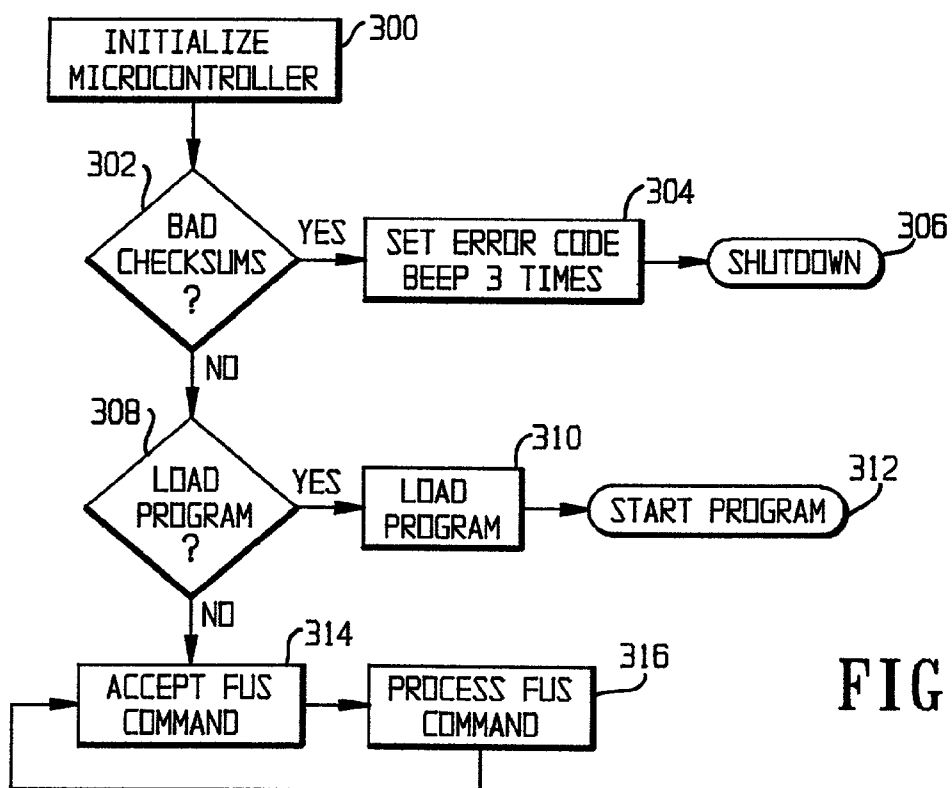 INITIALIZE
MICROCONTROLLER
300
302
BAD
CHECKSUMS
?
YES
SET ERROR CODE
BEEP 3 TIMES
304
SHUTDOWN
306
NO
308
LOAD
PROGRAM
?
YES
LOAD
PROGRAM
310
START PROGRAM
312
NO
ACCEPT FUS
COMMAND
314
PROCESS FUS
COMMAND
316
FIG